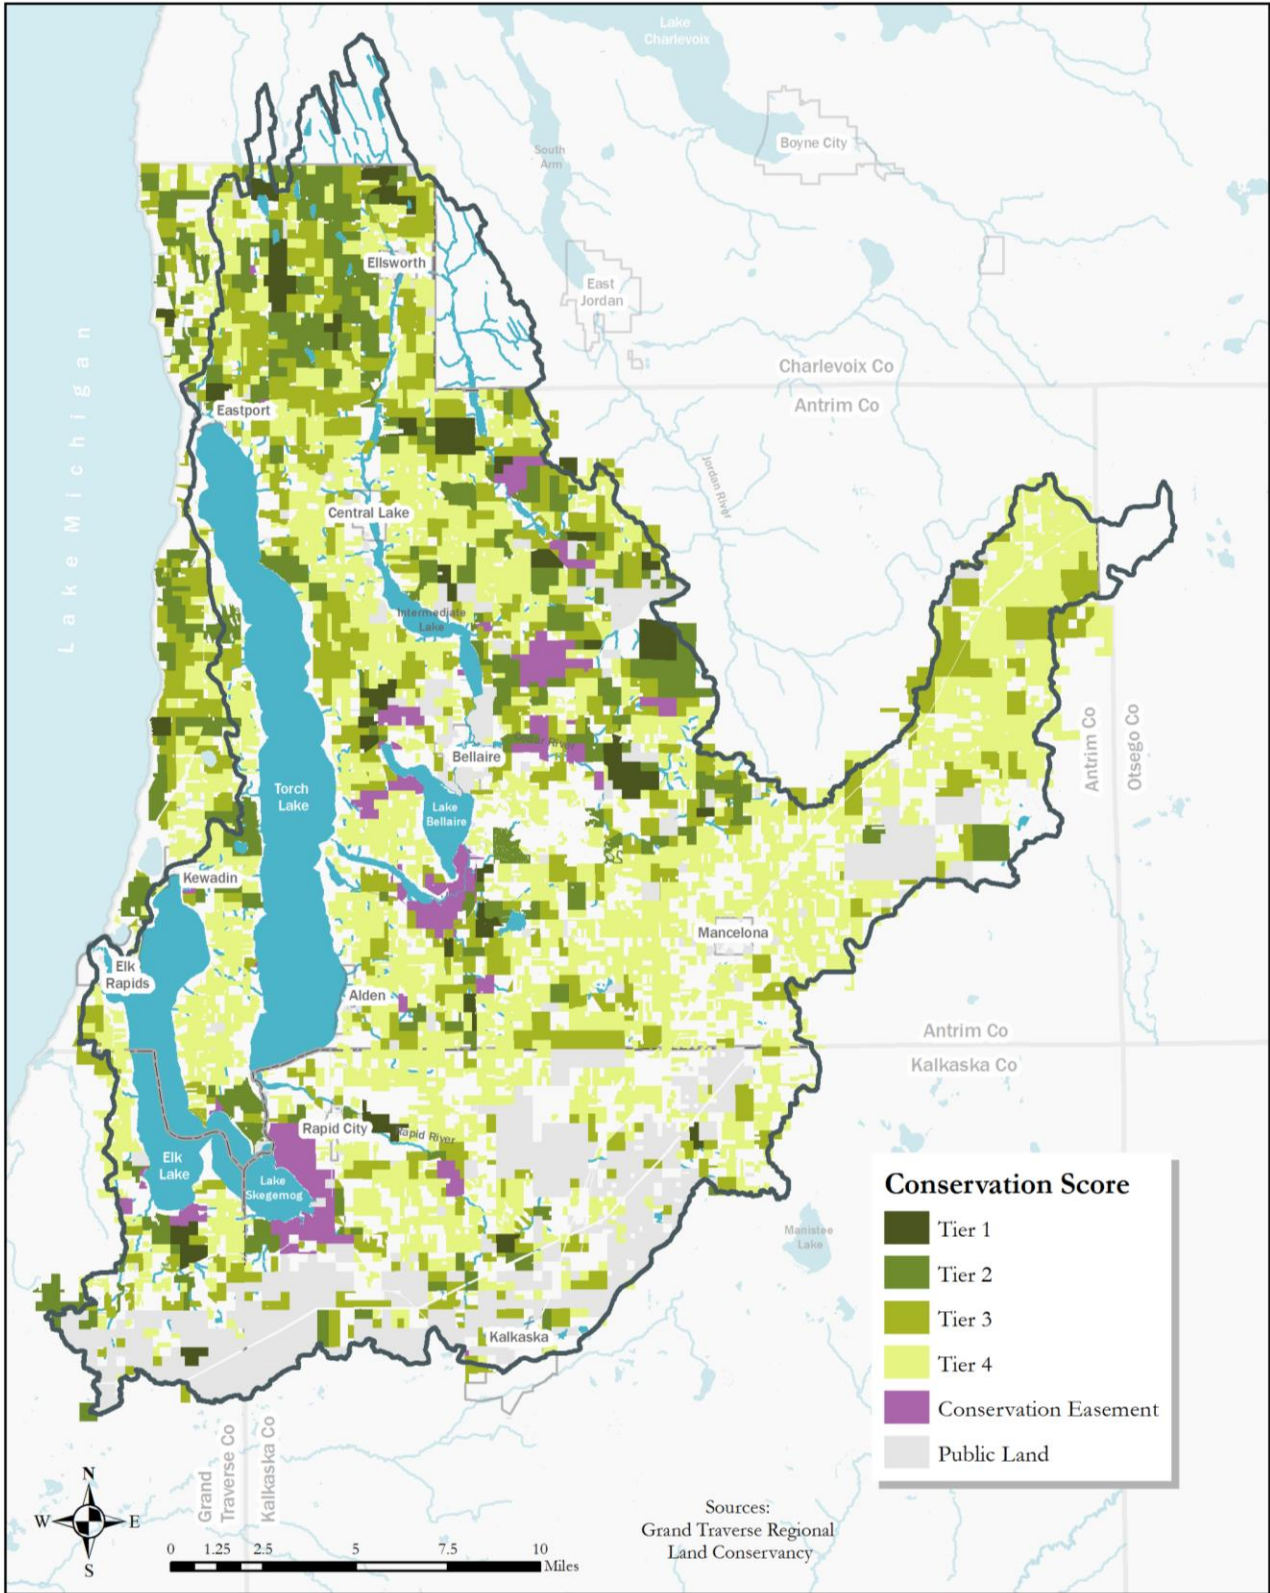 Lake
Charlevoix
Boyne City
South
Arm
Ellsworth
East
Jordan
Lake Michigan
Charlevoix Co
Antrim Co
Eastport
Jordan River
Central Lake
Intermediate
Lake
Antrim Co
Otsego Co
Cedar River
Bellaire
Torch
Lake
Lake
Bellaire
Kewadin
Mancelona
Elk
Rapids
Alden
Antrim Co
Kalkaska Co
Rapid City
Rapid River
Elk
Lake
Lake
Skegemog
Manistee
Lake
Kalkaska
Conservation Score
Tier 1
Tier 2
Tier 3
Tier 4
Conservation Easement
Public Land
Grand
Traverse Co
Kalkaska Co
N
W
E
S
0 1.25 2.5 5 7.5 10
Miles
Sources:
Grand Traverse Regional
Land Conservancy